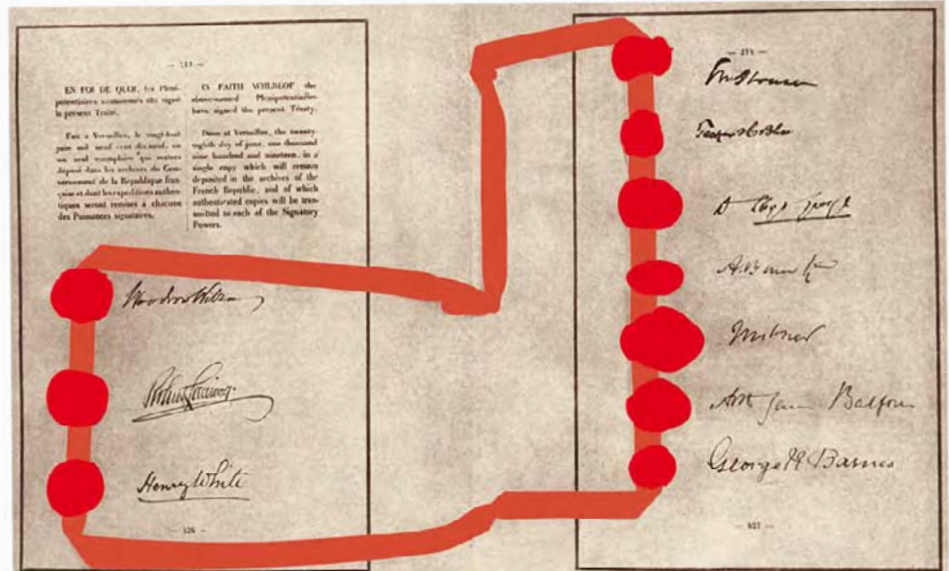 EN FOI DE QUOI, les Pléni-
potentiaires susnommés ont signé
le présent Traité.
Fait à Versailles, le vingt-huit
juin mil neuf cent dix-neuf, en
un seul exemplaire qui restera
déposé dans les archives du Gou-
vernement de la République fran-
çaise et dont les expéditions authen-
tiques seront remises à chacune
des Puissances signataires.
IN FAITH WHEREOF the
above-named Plenipotentiaries
have signed the present Treaty.
Done at Versailles, the twenty-
eighth day of June, one thousand
nine hundred and nineteen, in a
single copy which will remain
deposited in the archives of the
French Republic, and of which
authenticated copies will be trans-
mitted to each of the Signatory
Powers.
Woodrow Wilson
Robert Lansing
Henry White
D Lloyd George
A. Bonar Law
Milner
Arthur James Balfour
George N Barnes